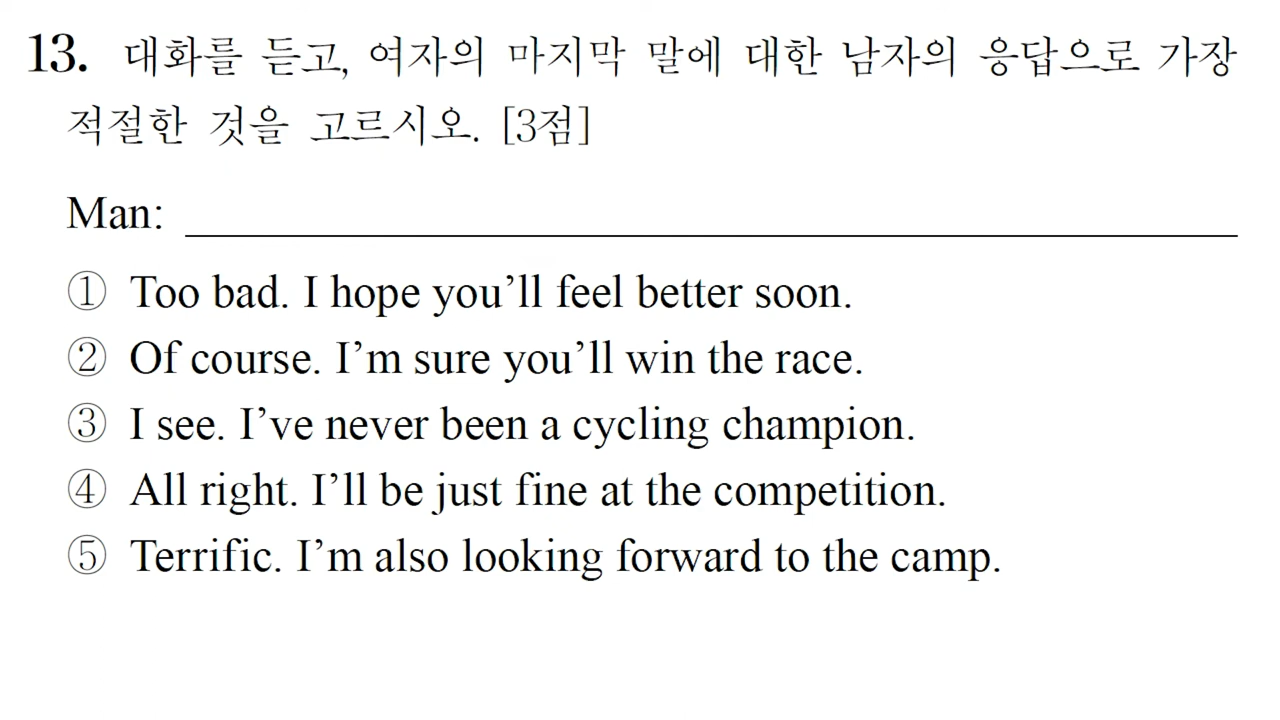 13. 대화를 듣고, 여자의 마지막 말에 대한 남자의 응답으로 가장
적절한 것을 고르시오. [3점]
Man:
① Too bad. I hope you’ll feel better soon.
② Of course. I’m sure you’ll win the race.
③ I see. I’ve never been a cycling champion.
④ All right. I’ll be just fine at the competition.
⑤ Terrific. I’m also looking forward to the camp.